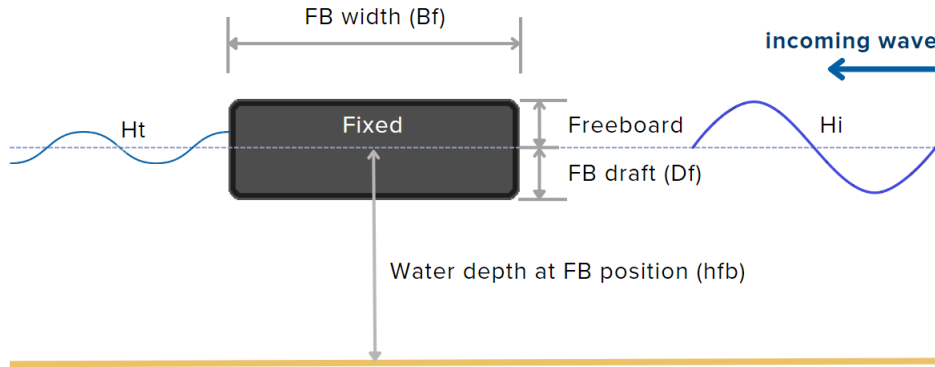 FB width (Bf)
incoming wave
Ht
Fixed
Freeboard
Hi
FB draft (Df)
Water depth at FB position (hfb)